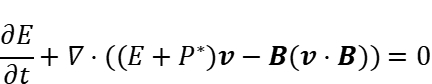 ∂E/∂t + ∇ · ((E + P*)v − B(v · B)) = 0